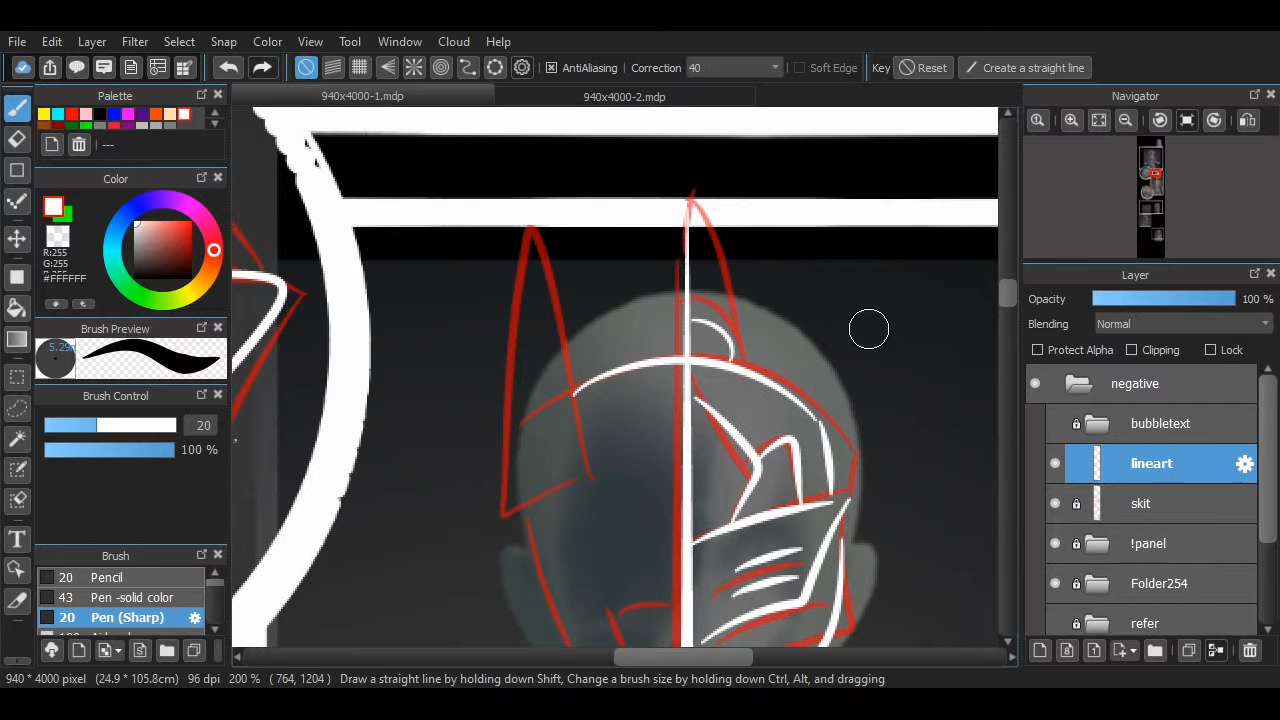 File Edit Layer Filter Select Snap Color View Tool Window Cloud Help
AntiAliasing Correction 40 Soft Edge Key Reset Create a straight line
Palette
940x4000-1.mdp 940x4000-2.mdp
Navigator
---
Color
R:255
G:255
B:255
#FFFFFF
Layer
Opacity 100 %
Blending Normal
Brush Preview
Protect Alpha Clipping Lock
negative
Brush Control
20
100 %
bubbletext
lineart
skit
!panel
Brush
20 Pencil
43 Pen -solid color
20 Pen (Sharp)
Folder254
refer
940 * 4000 pixel (24.9 * 105.8cm) 96 dpi 200 % ( 764, 1204 ) Draw a straight line by holding down Shift, Change a brush size by holding down Ctrl, Alt, and dragging